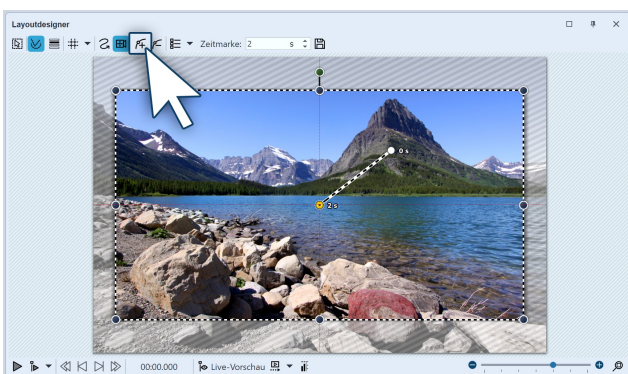 Layoutdesigner
Zeitmarke: 2 s
0 s
2 s
00:00.000 Live-Vorschau